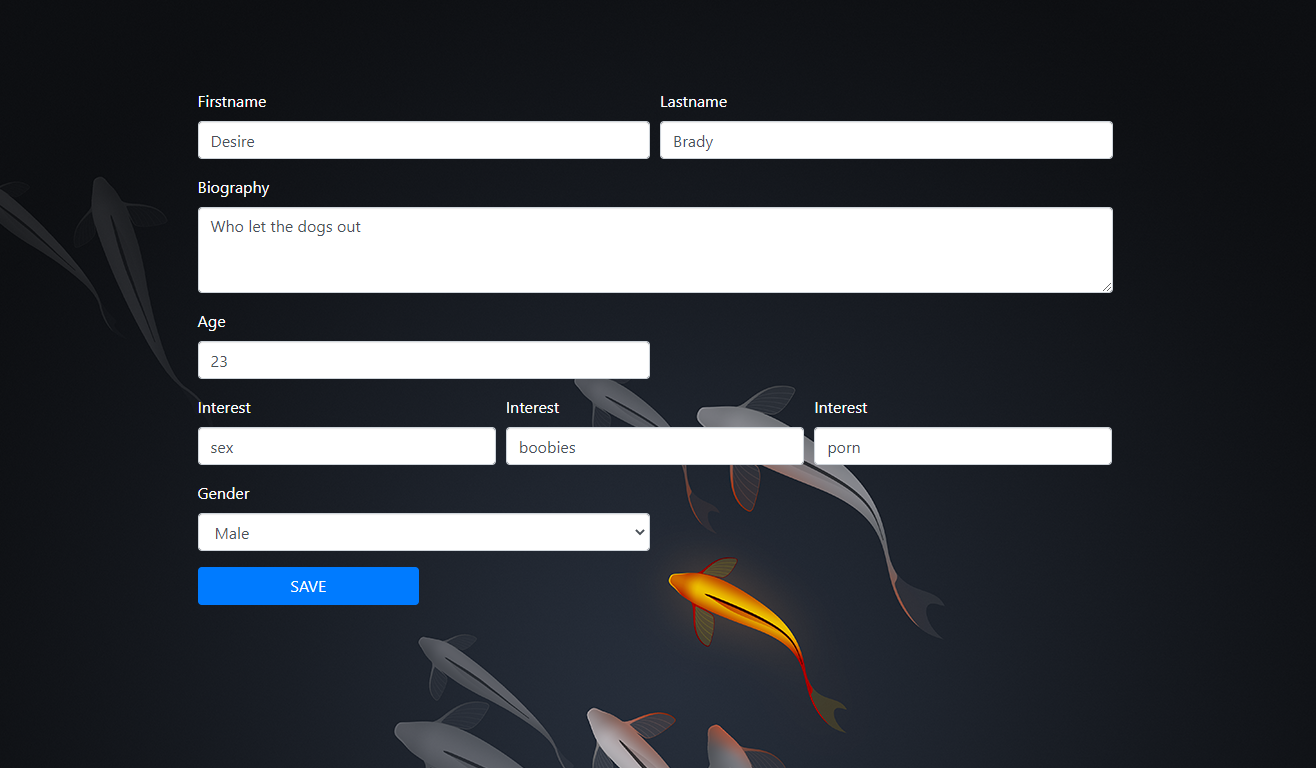 Firstname Lastname
Desire Brady
Biography
Who let the dogs out
Age
23
Interest Interest Interest
sex boobies porn
Gender
Male
SAVE